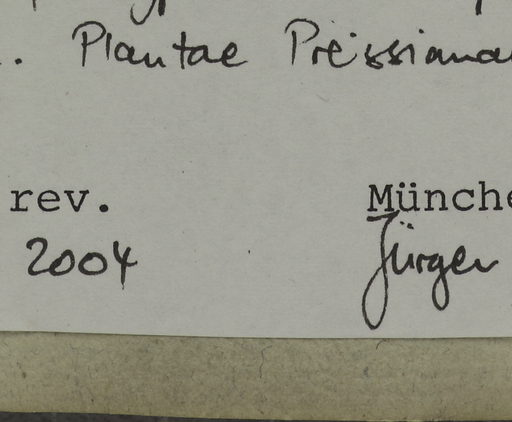 . Plantae Preissianae
rev. Münche
2004 Jürgen